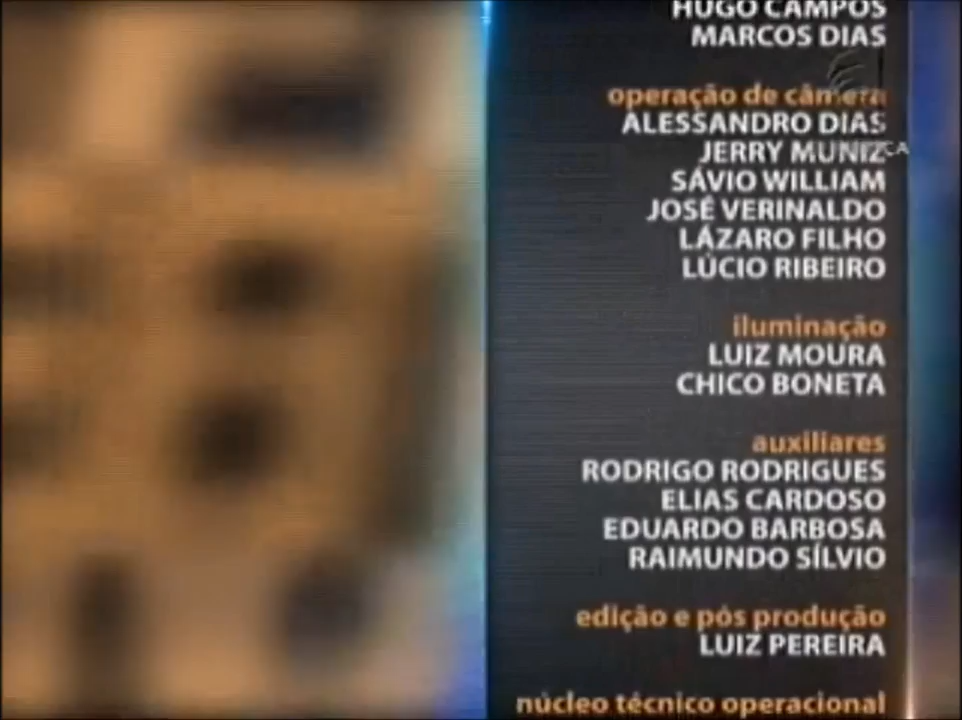 HUGO CAMPOS
MARCOS DIAS
operação de câmera
ALESSANDRO DIAS
JERRY MUNIZ
SÁVIO WILLIAM
JOSÉ VERINALDO
LÁZARO FILHO
LÚCIO RIBEIRO
iluminação
LUIZ MOURA
CHICO BONETA
auxiliares
RODRIGO RODRIGUES
ELIAS CARDOSO
EDUARDO BARBOSA
RAIMUNDO SÍLVIO
edição e pós produção
LUIZ PEREIRA
núcleo técnico operacional